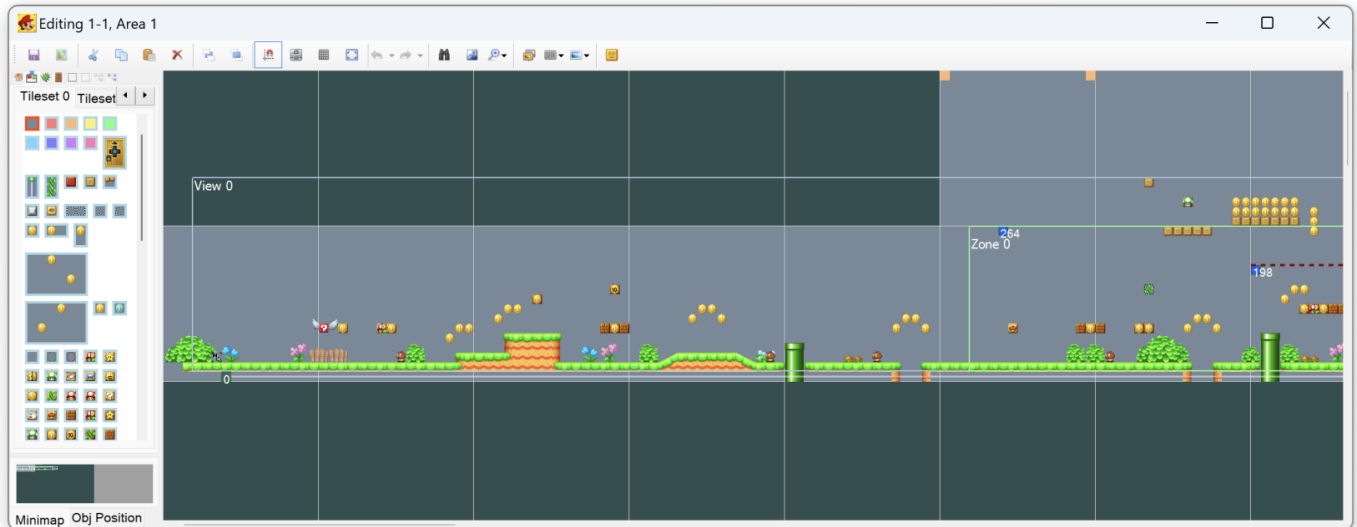 Editing 1-1, Area 1
Tileset 0 Tileset
View 0
264
Zone 0
198
0
Minimap Obj Position